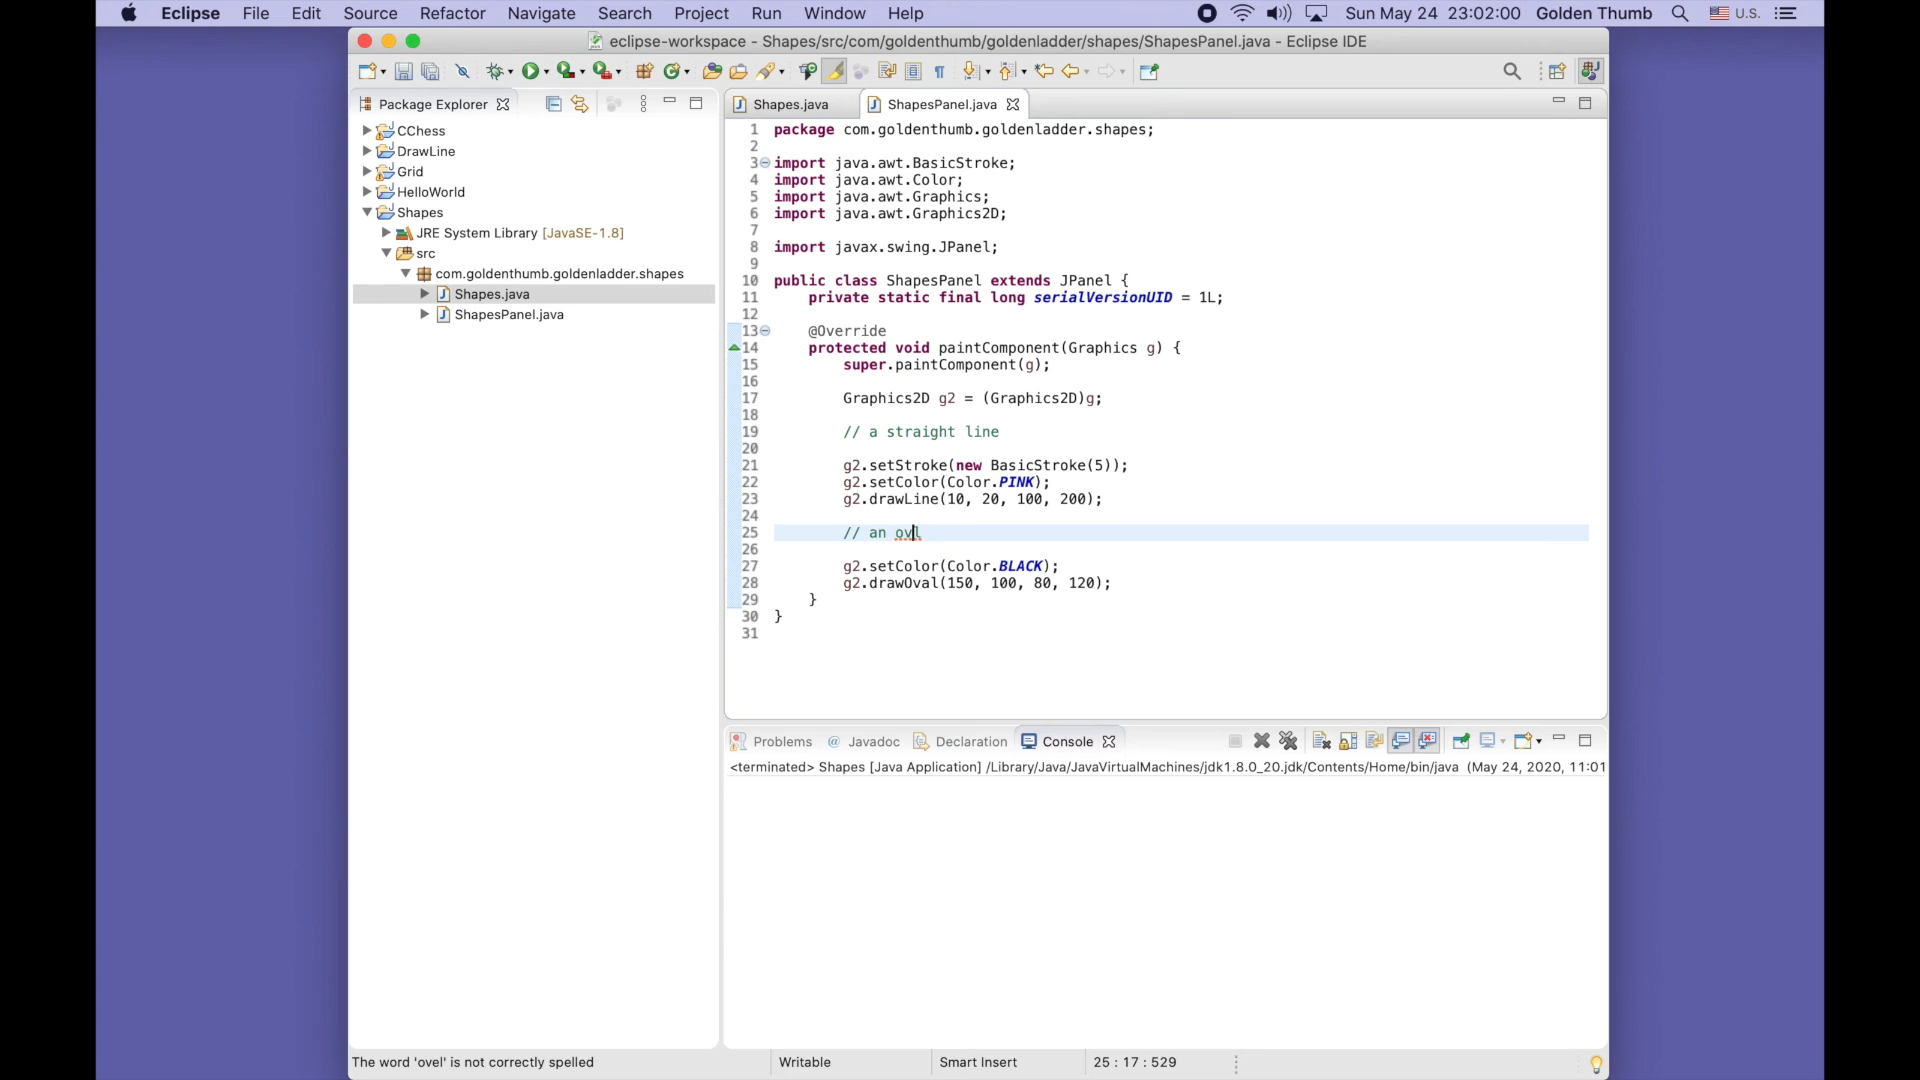 Eclipse File Edit Source Refactor Navigate Search Project Run Window Help Sun May 24 23:02:00 Golden Thumb U.S.
eclipse-workspace - Shapes/src/com/goldenthumb/goldenladder/shapes/ShapesPanel.java - Eclipse IDE
Package Explorer
CChess
DrawLine
Grid
HelloWorld
Shapes
JRE System Library [JavaSE-1.8]
src
com.goldenthumb.goldenladder.shapes
Shapes.java
ShapesPanel.java
Shapes.java ShapesPanel.java
1 package com.goldenthumb.goldenladder.shapes;
2
3 import java.awt.BasicStroke;
4 import java.awt.Color;
5 import java.awt.Graphics;
6 import java.awt.Graphics2D;
7
8 import javax.swing.JPanel;
9
10 public class ShapesPanel extends JPanel {
11 private static final long serialVersionUID = 1L;
12
13 @Override
14 protected void paintComponent(Graphics g) {
15 super.paintComponent(g);
16
17 Graphics2D g2 = (Graphics2D)g;
18
19 // a straight line
20
21 g2.setStroke(new BasicStroke(5));
22 g2.setColor(Color.PINK);
23 g2.drawLine(10, 20, 100, 200);
24
25 // an ovl
26
27 g2.setColor(Color.BLACK);
28 g2.drawOval(150, 100, 80, 120);
29 }
30 }
31
Problems @ Javadoc Declaration Console
<terminated> Shapes [Java Application] /Library/Java/JavaVirtualMachines/jdk1.8.0_20.jdk/Contents/Home/bin/java (May 24, 2020, 11:01
The word 'ovel' is not correctly spelled Writable Smart Insert 25 : 17 : 529